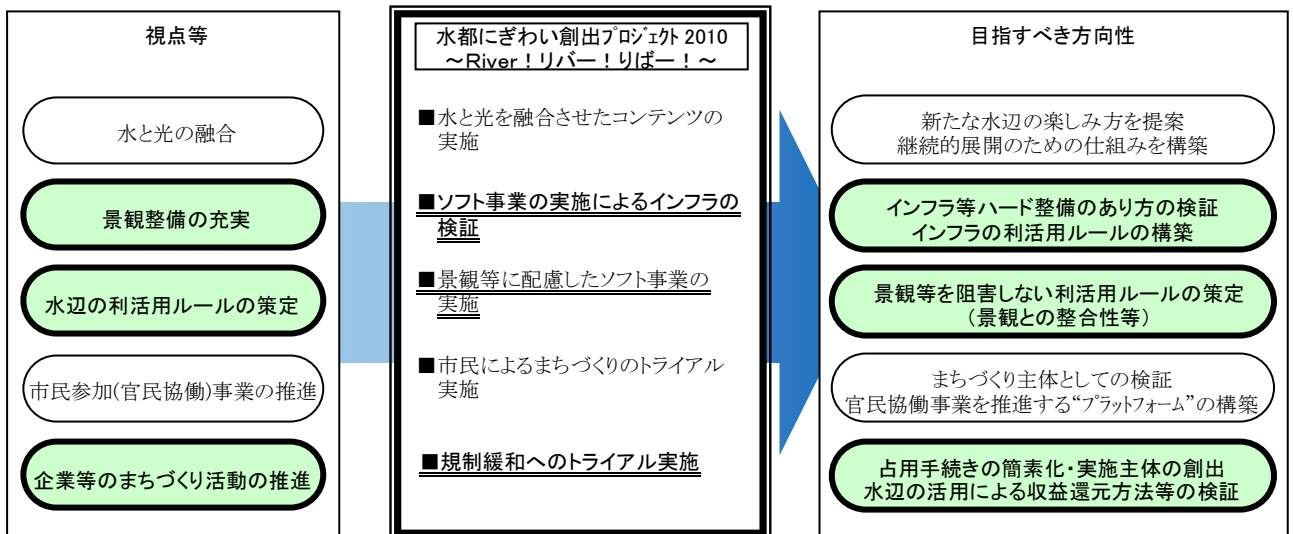 視点等
水と光の融合
景観整備の充実
水辺の利活用ルールの策定
市民参加(官民協働)事業の推進
企業等のまちづくり活動の推進
水都にぎわい創出ﾌﾟﾛｼﾞｪｸﾄ 2010
～River！リバー！りばー！～
■水と光を融合させたコンテンツの
実施
■ソフト事業の実施によるインフラの
検証
■景観等に配慮したソフト事業の
実施
■市民によるまちづくりのトライアル
実施
■規制緩和へのトライアル実施
目指すべき方向性
新たな水辺の楽しみ方を提案
継続的展開のための仕組みを構築
インフラ等ハード整備のあり方の検証
インフラの利活用ルールの構築
景観等を阻害しない利活用ルールの策定
（景観との整合性等）
まちづくり主体としての検証
官民協働事業を推進する“プラットフォーム”の構築
占用手続きの簡素化・実施主体の創出
水辺の活用による収益還元方法等の検証